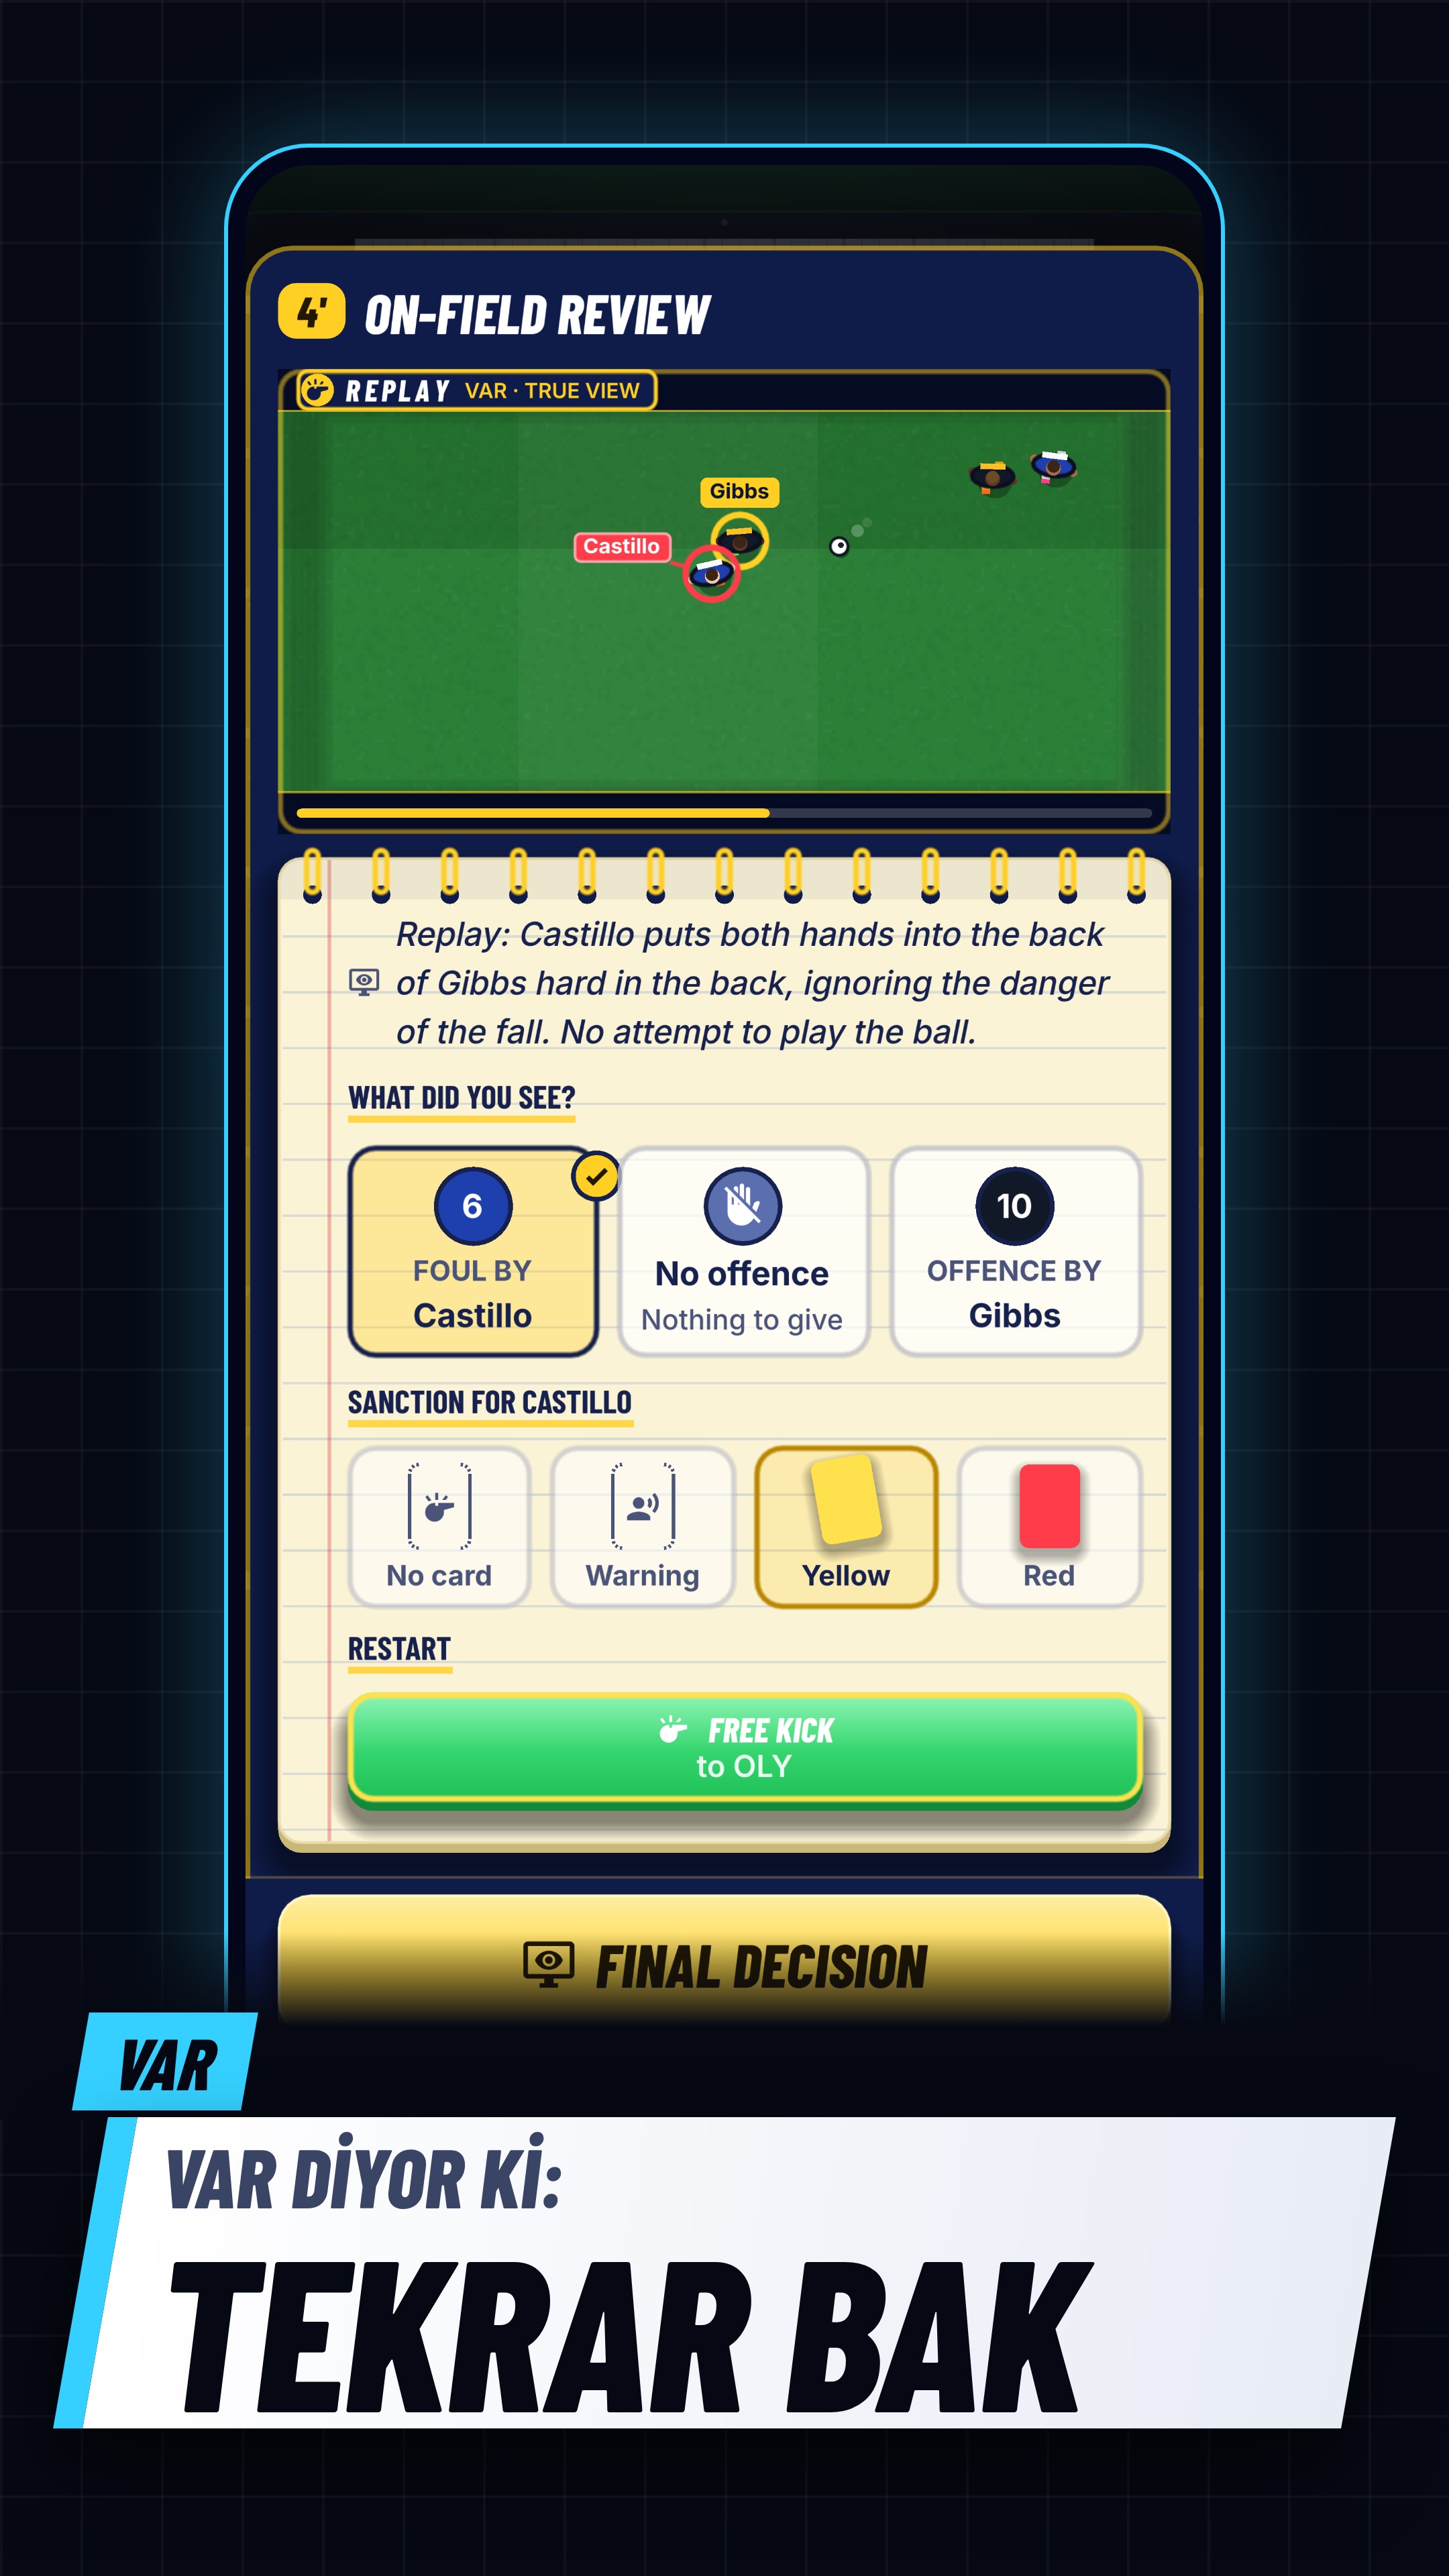 4'
ON-FIELD REVIEW
REPLAY VAR · TRUE VIEW
Gibbs
Castillo
Replay: Castillo puts both hands into the back
of Gibbs hard in the back, ignoring the danger
of the fall. No attempt to play the ball.
WHAT DID YOU SEE?
6
FOUL BY
Castillo
No offence
Nothing to give
10
OFFENCE BY
Gibbs
SANCTION FOR CASTILLO
No card
Warning
Yellow
Red
RESTART
FREE KICK
to OLY
FINAL DECISION
VAR
VAR DİYOR Kİ:
TEKRAR BAK